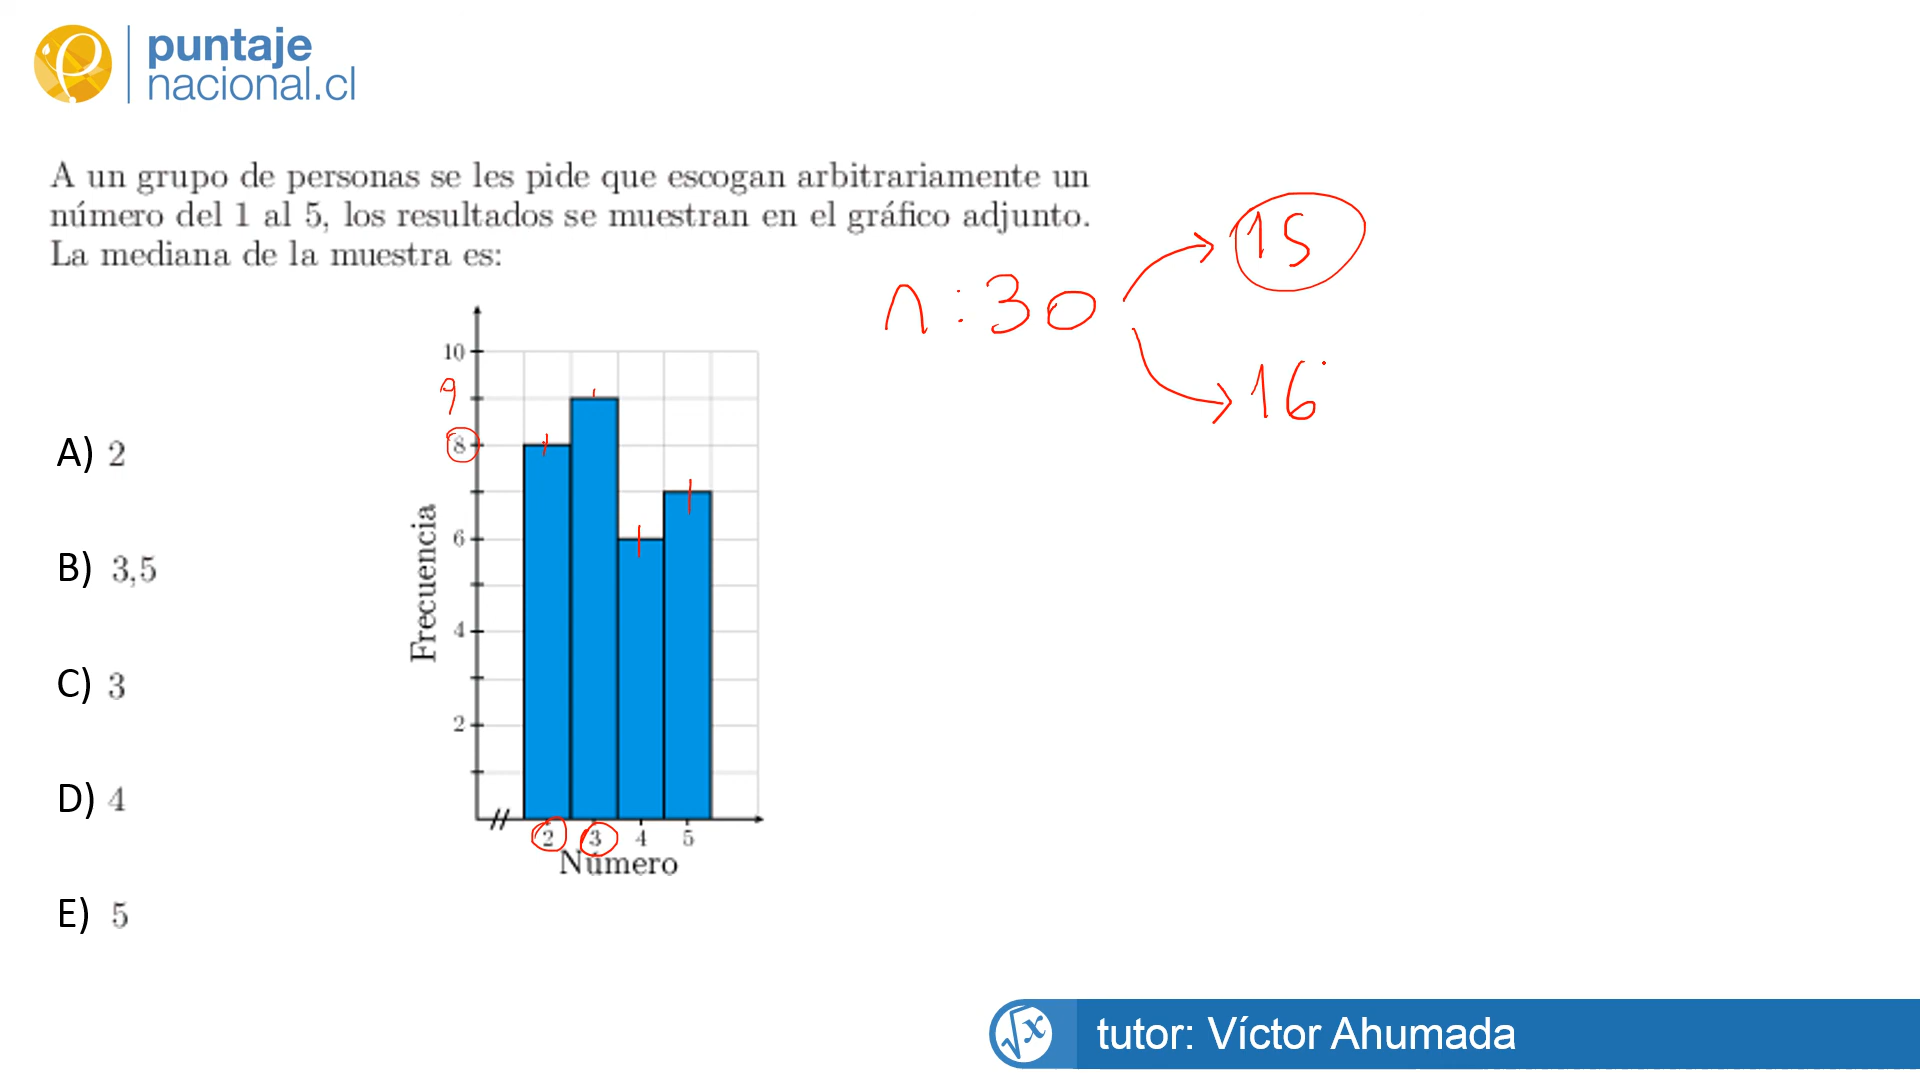 puntaje
nacional.cl
A un grupo de personas se les pide que escogan arbitrariamente un
número del 1 al 5, los resultados se muestran en el gráfico adjunto.
La mediana de la muestra es:
n : 30
15
16
A) 2
B) 3,5
C) 3
D) 4
E) 5
Frecuencia
10
9
8
6
4
2
2 3 4 5
Número
√x
tutor: Víctor Ahumada